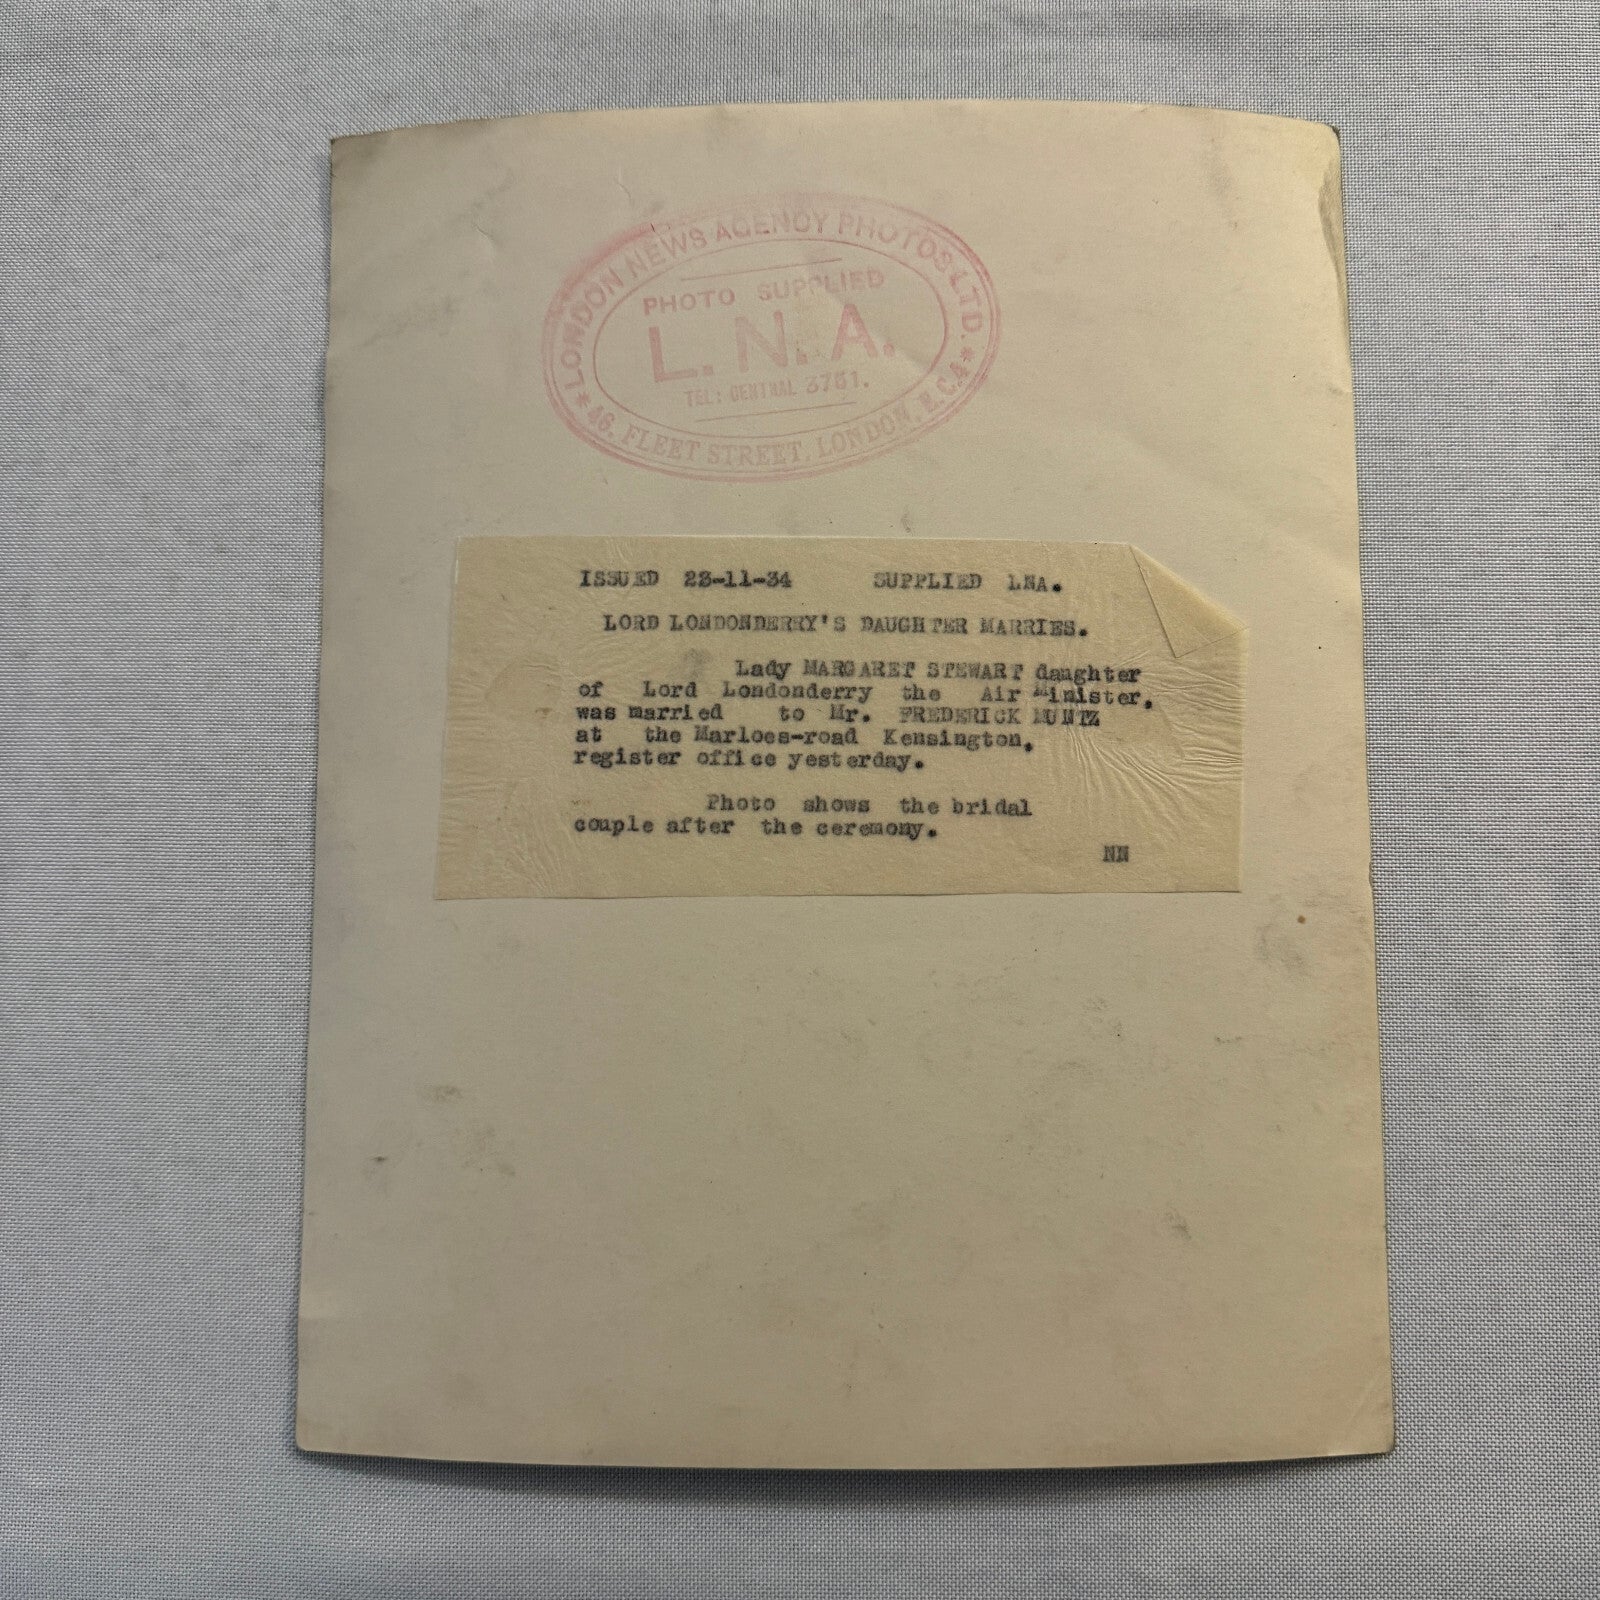 LONDON NEWS AGENCY PHOTOS LTD.
PHOTO SUPPLIED
L.N.A.
TEL: CENTRAL 3751.
* 46, FLEET STREET, LONDON, E.C.4 *
ISSUED 23-11-34 SUPPLIED LNA.
LORD LONDONDERRY'S DAUGHTER MARRIES.
Lady MARGARET STEWART daughter
of Lord Londonderry the Air Minister,
was married to Mr. FREDERICK MUNTZ
at the Marloes-road Kensington,
register office yesterday.
Photo shows the bridal
couple after the ceremony.
NN